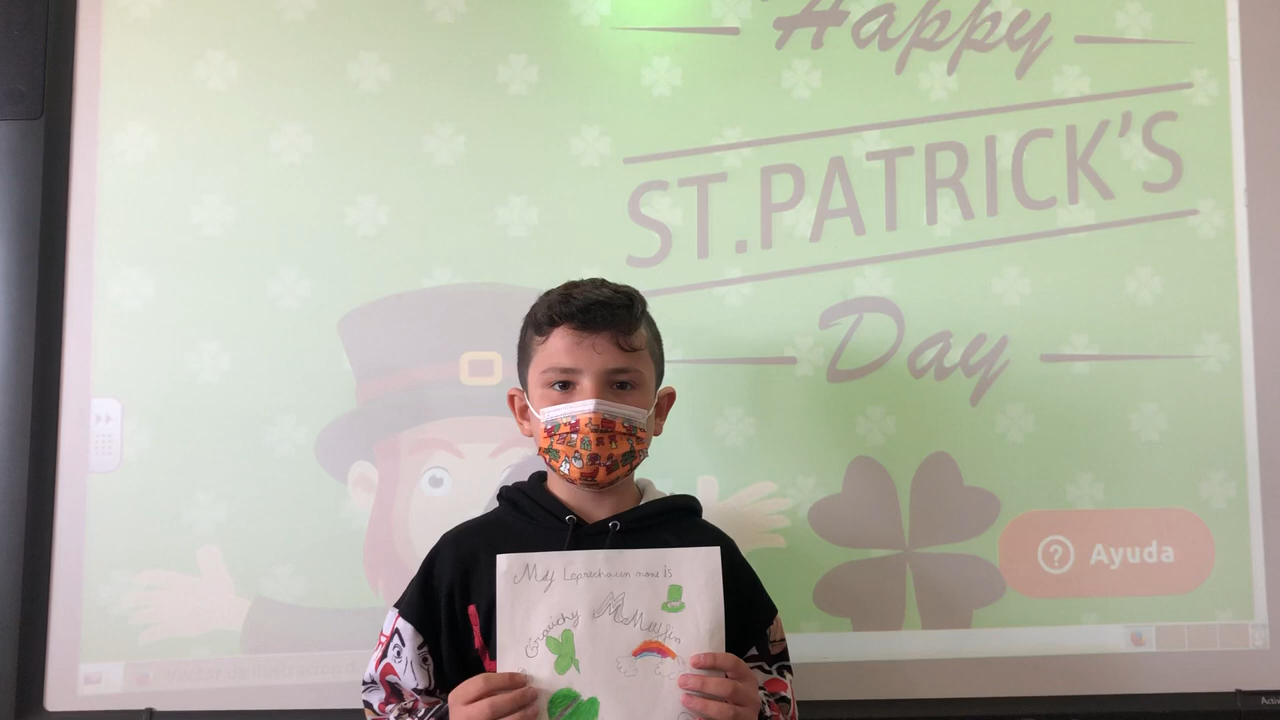 Happy
ST.PATRICK'S
Day
Ayuda
My Leprechaun name is
Grouchy McMuffin